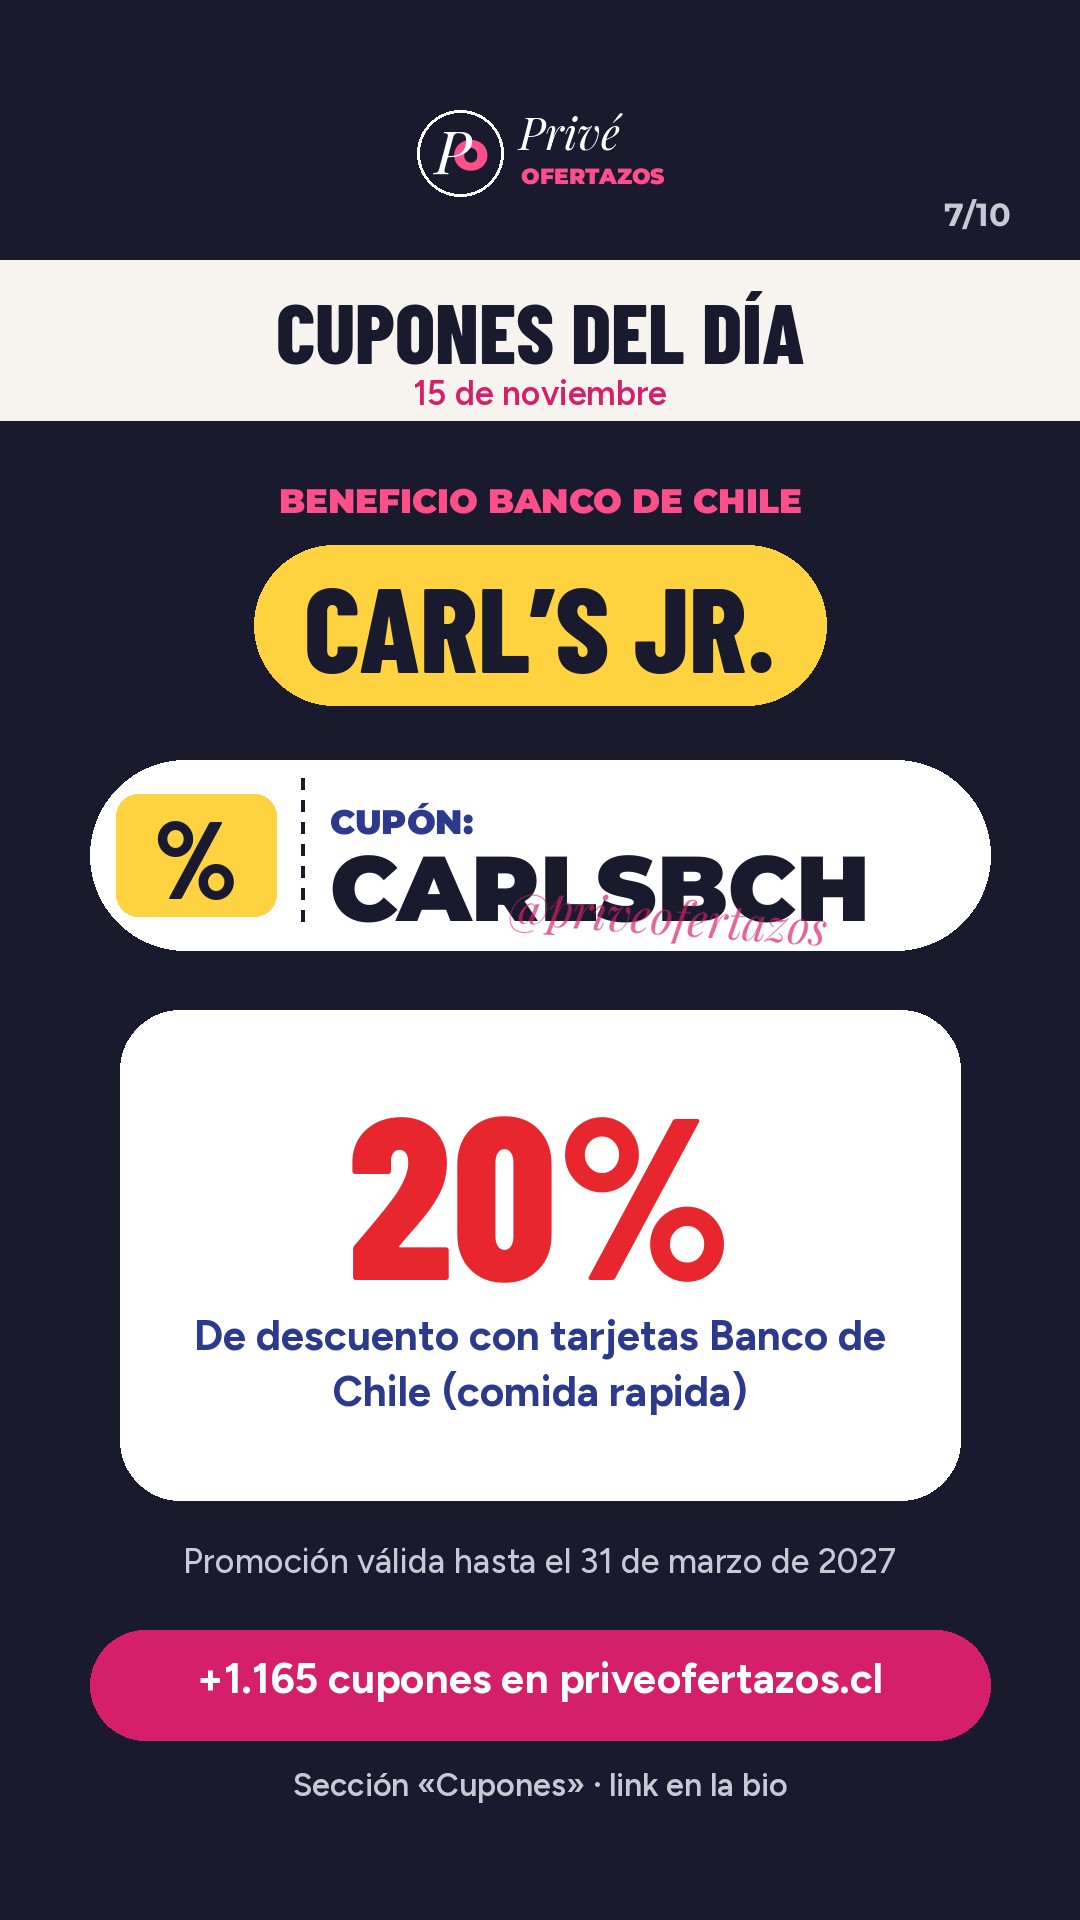 Po
Privé
OFERTAZOS
7/10
CUPONES DEL DÍA
15 de noviembre
BENEFICIO BANCO DE CHILE
CARL’S JR.
%
CUPÓN:
CARLSBCH
@priveofertazos
20%
De descuento con tarjetas Banco de
Chile (comida rapida)
Promoción válida hasta el 31 de marzo de 2027
+1.165 cupones en priveofertazos.cl
Sección «Cupones» · link en la bio